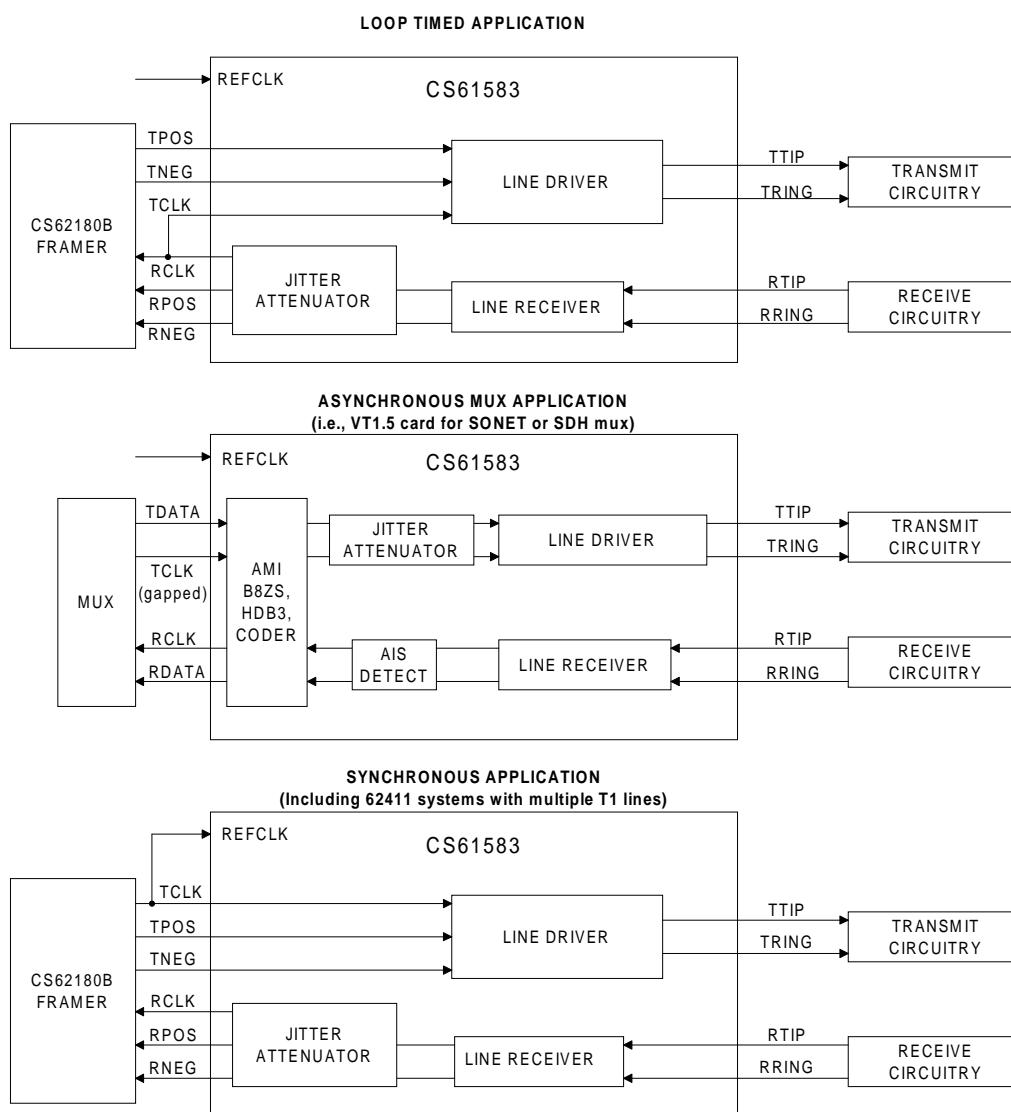 LOOP TIMED APPLICATION
REFCLK
CS61583
TPOS
TNEG
TCLK
CS62180B
FRAMER
RCLK
RPOS
RNEG
LINE DRIVER
JITTER
ATTENUATOR
LINE RECEIVER
TTIP
TRING
TRANSMIT
CIRCUITRY
RTIP
RRING
RECEIVE
CIRCUITRY
ASYNCHRONOUS MUX APPLICATION
(i.e., VT1.5 card for SONET or SDH mux)
REFCLK
CS61583
MUX
TDATA
TCLK
(gapped)
RCLK
RDATA
AMI
B8ZS,
HDB3,
CODER
JITTER
ATTENUATOR
LINE DRIVER
AIS
DETECT
LINE RECEIVER
TTIP
TRING
TRANSMIT
CIRCUITRY
RTIP
RRING
RECEIVE
CIRCUITRY
SYNCHRONOUS APPLICATION
(Including 62411 systems with multiple T1 lines)
REFCLK
CS61583
TCLK
TPOS
TNEG
CS62180B
FRAMER
RCLK
RPOS
RNEG
LINE DRIVER
JITTER
ATTENUATOR
LINE RECEIVER
TTIP
TRING
TRANSMIT
CIRCUITRY
RTIP
RRING
RECEIVE
CIRCUITRY